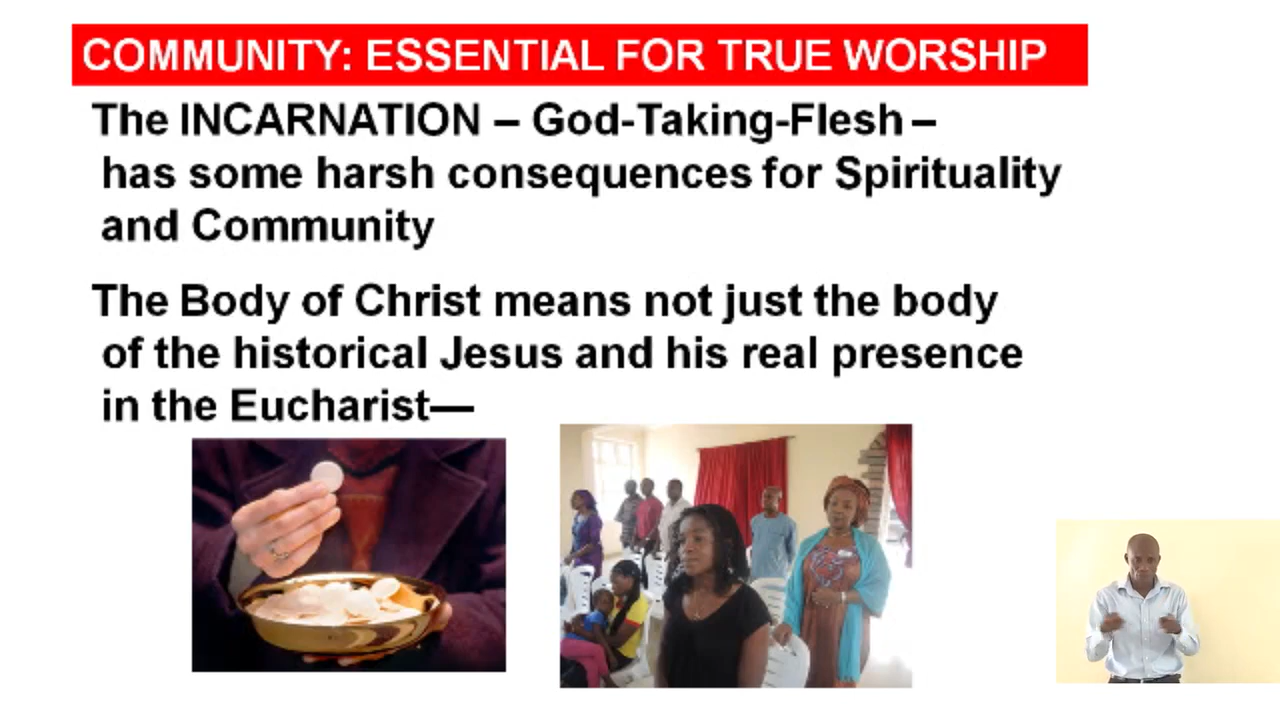 COMMUNITY: ESSENTIAL FOR TRUE WORSHIP
The INCARNATION – God-Taking-Flesh –
has some harsh consequences for Spirituality
and Community
The Body of Christ means not just the body
of the historical Jesus and his real presence
in the Eucharist—